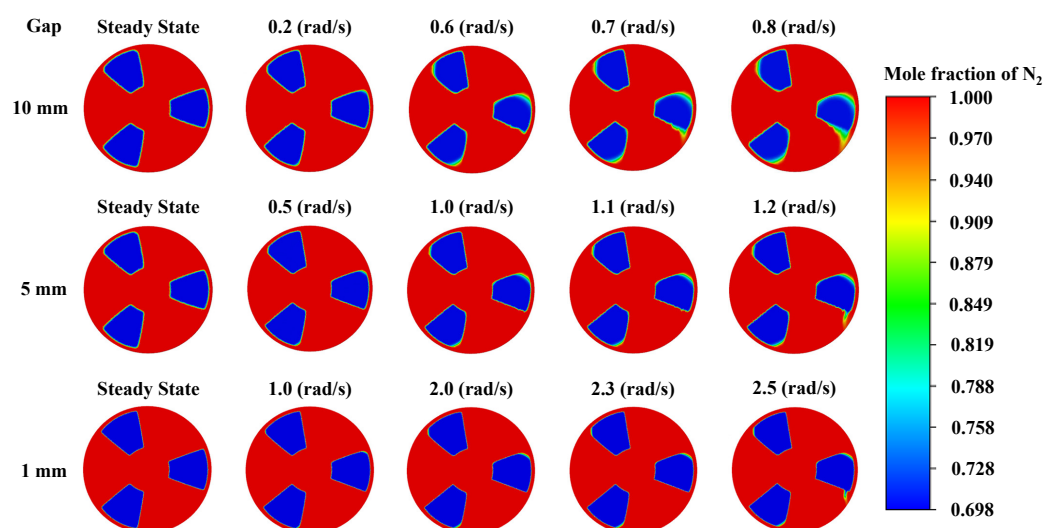 Gap Steady State 0.2 (rad/s) 0.6 (rad/s) 0.7 (rad/s) 0.8 (rad/s)
10 mm
Steady State 0.5 (rad/s) 1.0 (rad/s) 1.1 (rad/s) 1.2 (rad/s)
5 mm
Steady State 1.0 (rad/s) 2.0 (rad/s) 2.3 (rad/s) 2.5 (rad/s)
1 mm
Mole fraction of N₂
1.000
0.970
0.940
0.909
0.879
0.849
0.819
0.788
0.758
0.728
0.698